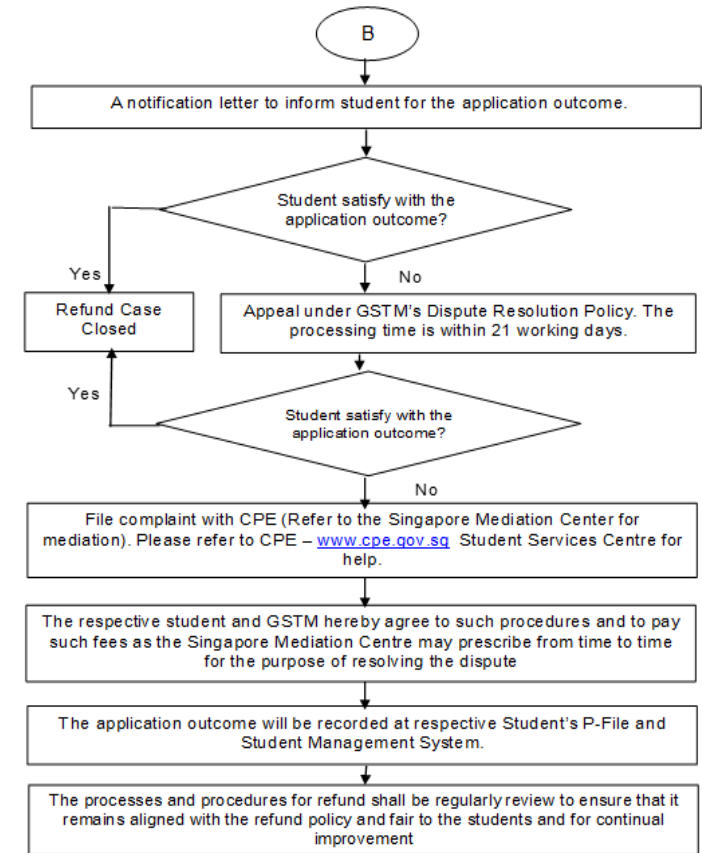 B
A notification letter to inform student for the application outcome.
Student satisfy with the
application outcome?
Yes
No
Refund Case
Closed
Appeal under GSTM's Dispute Resolution Policy. The
processing time is within 21 working days.
Yes
Student satisfy with the
application outcome?
No
File complaint with CPE (Refer to the Singapore Mediation Center for
mediation). Please refer to CPE – www.cpe.gov.sg Student Services Centre for
help.
The respective student and GSTM hereby agree to such procedures and to pay
such fees as the Singapore Mediation Centre may prescribe from time to time
for the purpose of resolving the dispute
The application outcome will be recorded at respective Student's P-File and
Student Management System.
The processes and procedures for refund shall be regularly review to ensure that it
remains aligned with the refund policy and fair to the students and for continual
improvement